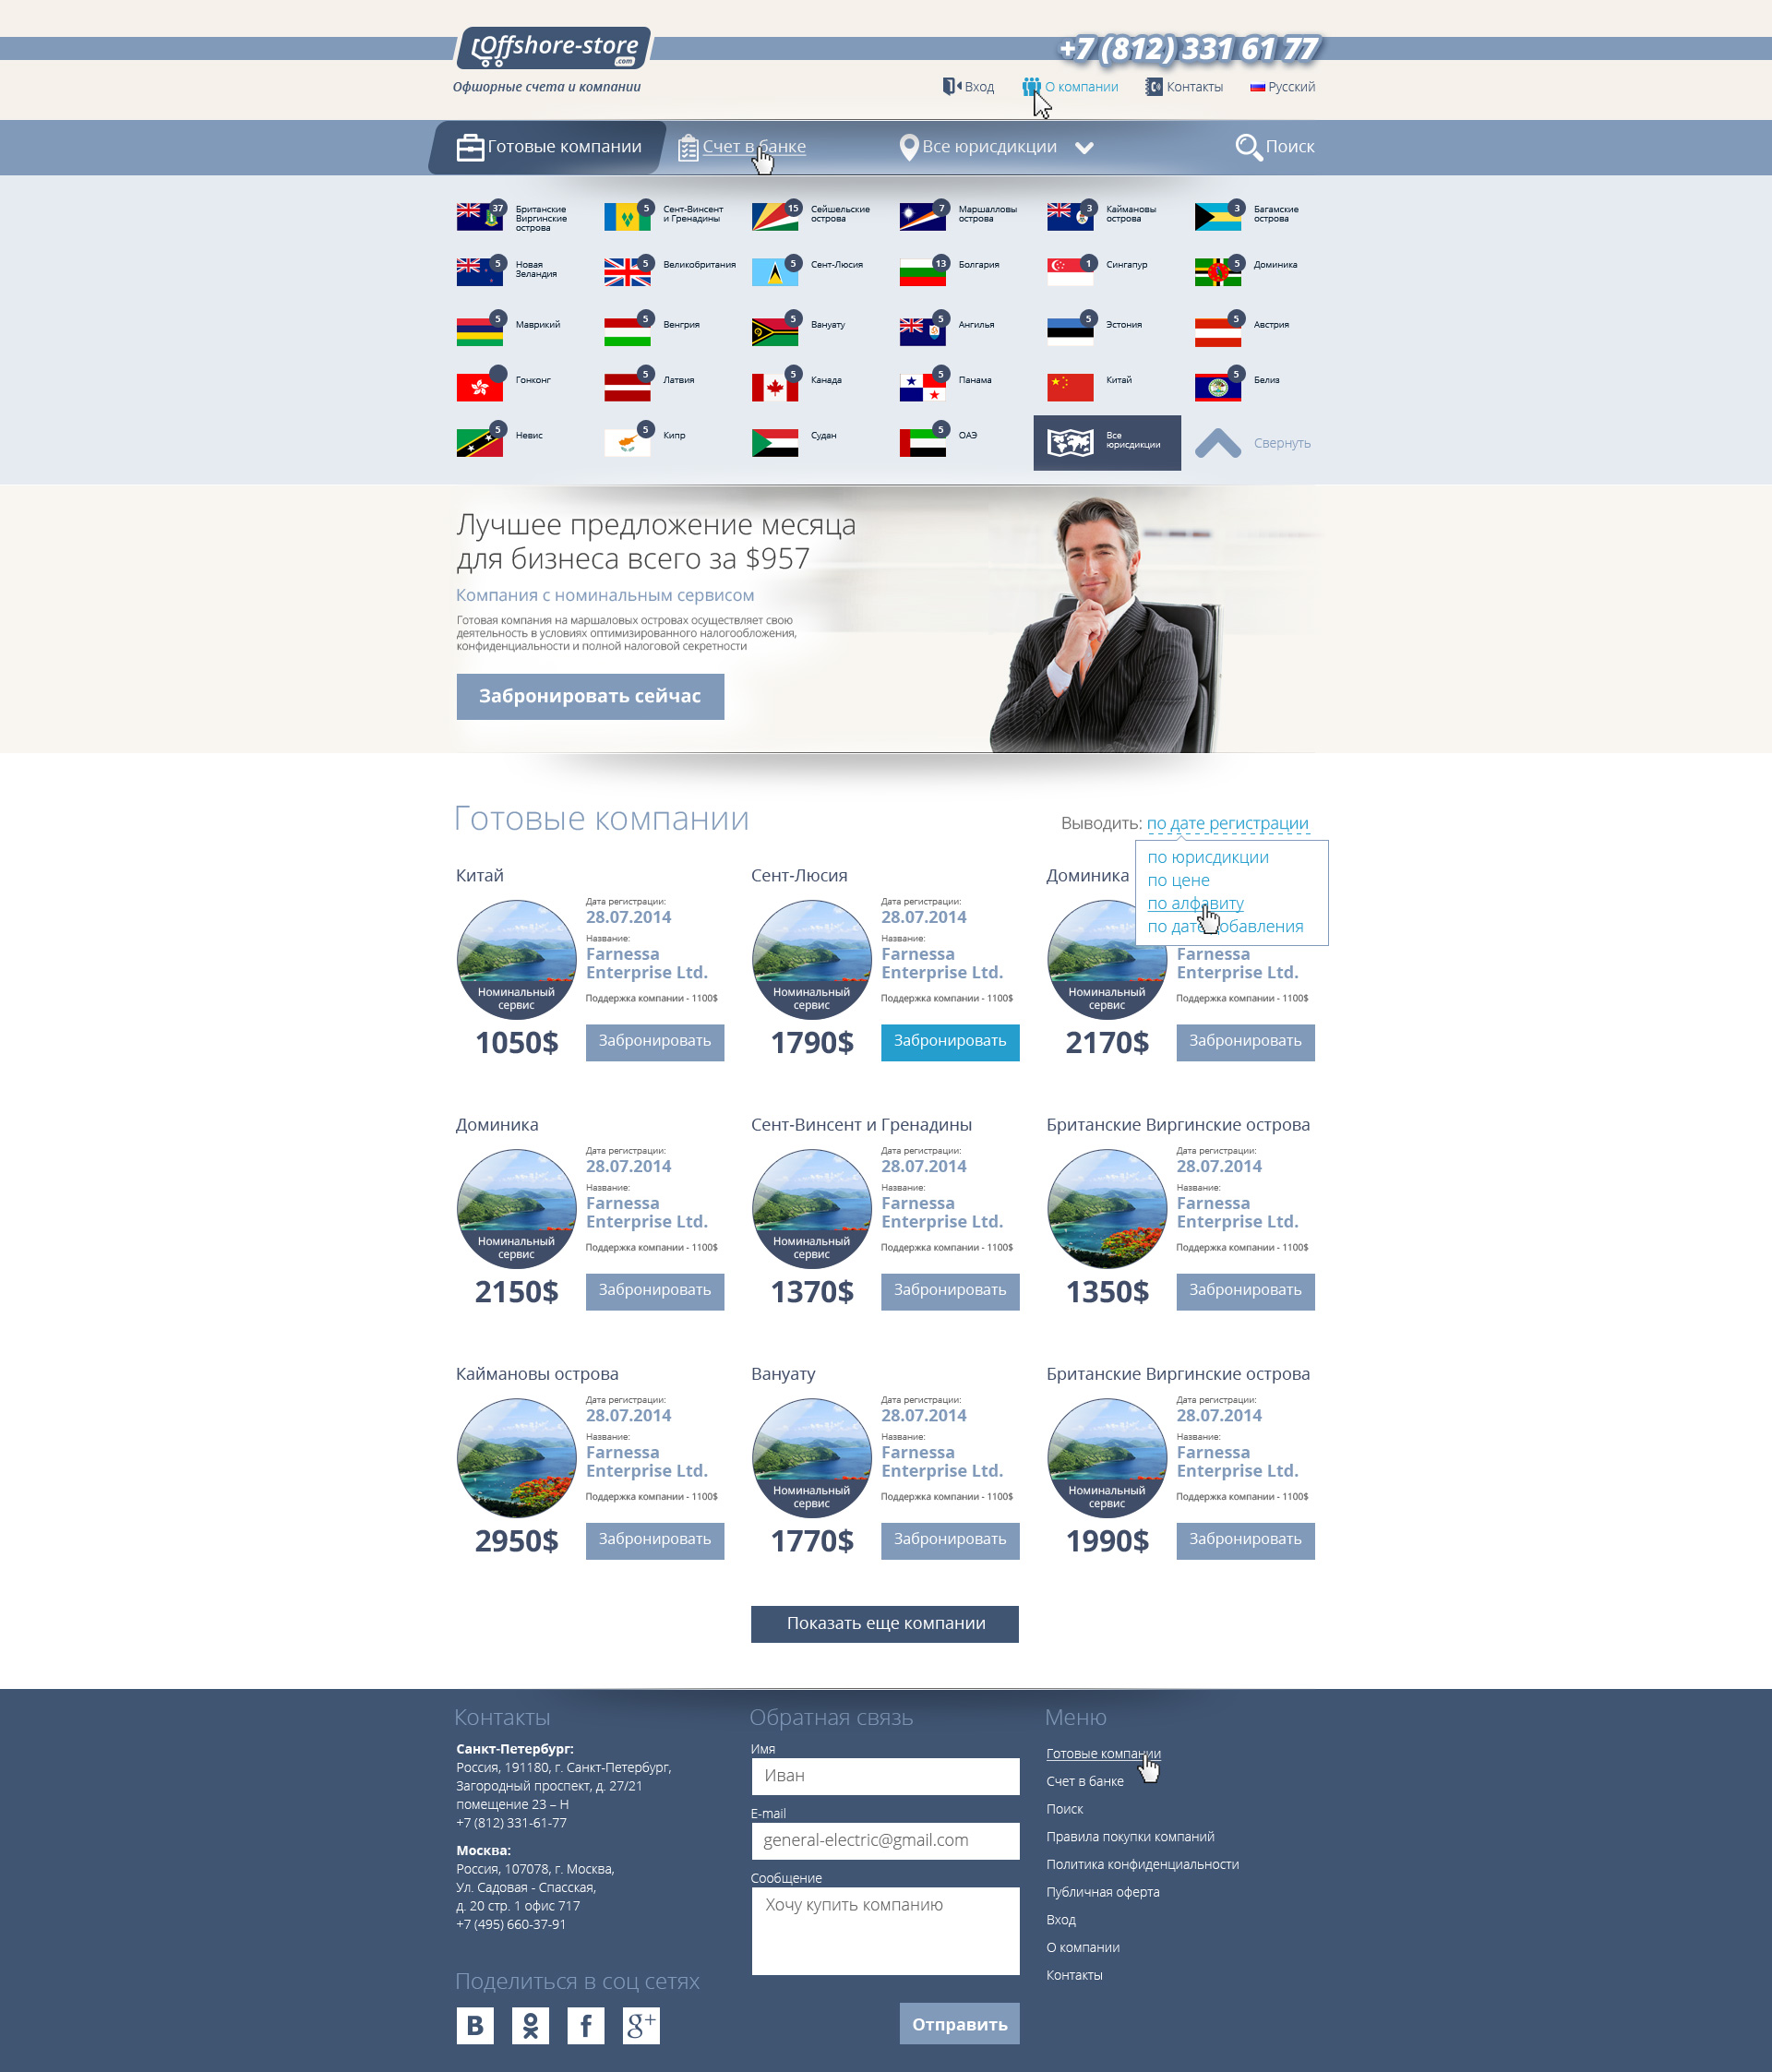 Offshore-store
.com
+7 (812) 331 61 77
Офшорные счета и компании
Вход
О компании
Контакты
Русский
Готовые компании
Счет в банке
Все юрисдикции
Поиск
37
Британские
Виргинские
острова
5
Сент-Винсент
и Гренадины
15
Сейшельские
острова
7
Маршалловы
острова
3
Каймановы
острова
3
Багамские
острова
5
Новая
Зеландия
5
Великобритания
5
Сент-Люсия
13
Болгария
1
Сингапур
5
Доминика
5
Маврикий
5
Венгрия
5
Вануату
5
Ангилья
5
Эстония
5
Австрия
Гонконг
5
Латвия
5
Канада
5
Панама
Китай
5
Белиз
5
Невис
5
Кипр
Судан
5
ОАЭ
Все
юрисдикции
Свернуть
Лучшее предложение месяца
для бизнеса всего за $957
Компания с номинальным сервисом
Готовая компания на маршаловых островах осуществляет свою
деятельность в условиях оптимизированного налогообложения,
конфиденциальности и полной налоговой секретности
Забронировать сейчас
Готовые компании
Выводить: по дате регистрации
по юрисдикции
по цене
по алфавиту
по дате добавления
Китай
Дата регистрации:
28.07.2014
Название:
Farnessa
Enterprise Ltd.
Номинальный
сервис
Поддержка компании - 1100$
1050$
Забронировать
Сент-Люсия
Дата регистрации:
28.07.2014
Название:
Farnessa
Enterprise Ltd.
Номинальный
сервис
Поддержка компании - 1100$
1790$
Забронировать
Доминика
Farnessa
Enterprise Ltd.
Номинальный
сервис
Поддержка компании - 1100$
2170$
Забронировать
Доминика
Дата регистрации:
28.07.2014
Название:
Farnessa
Enterprise Ltd.
Номинальный
сервис
Поддержка компании - 1100$
2150$
Забронировать
Сент-Винсент и Гренадины
Дата регистрации:
28.07.2014
Название:
Farnessa
Enterprise Ltd.
Номинальный
сервис
Поддержка компании - 1100$
1370$
Забронировать
Британские Виргинские острова
Дата регистрации:
28.07.2014
Название:
Farnessa
Enterprise Ltd.
Поддержка компании - 1100$
1350$
Забронировать
Каймановы острова
Дата регистрации:
28.07.2014
Название:
Farnessa
Enterprise Ltd.
Поддержка компании - 1100$
2950$
Забронировать
Вануату
Дата регистрации:
28.07.2014
Название:
Farnessa
Enterprise Ltd.
Номинальный
сервис
Поддержка компании - 1100$
1770$
Забронировать
Британские Виргинские острова
Дата регистрации:
28.07.2014
Название:
Farnessa
Enterprise Ltd.
Номинальный
сервис
Поддержка компании - 1100$
1990$
Забронировать
Показать еще компании
Контакты
Санкт-Петербург:
Россия, 191180, г. Санкт-Петербург,
Загородный проспект, д. 27/21
помещение 23 – Н
+7 (812) 331-61-77
Москва:
Россия, 107078, г. Москва,
Ул. Садовая - Спасская,
д. 20 стр. 1 офис 717
+7 (495) 660-37-91
Поделиться в соц сетях
В
f
g+
Обратная связь
Имя
Иван
E-mail
general-electric@gmail.com
Сообщение
Хочу купить компанию
Отправить
Меню
Готовые компании
Счет в банке
Поиск
Правила покупки компаний
Политика конфиденциальности
Публичная оферта
Вход
О компании
Контакты